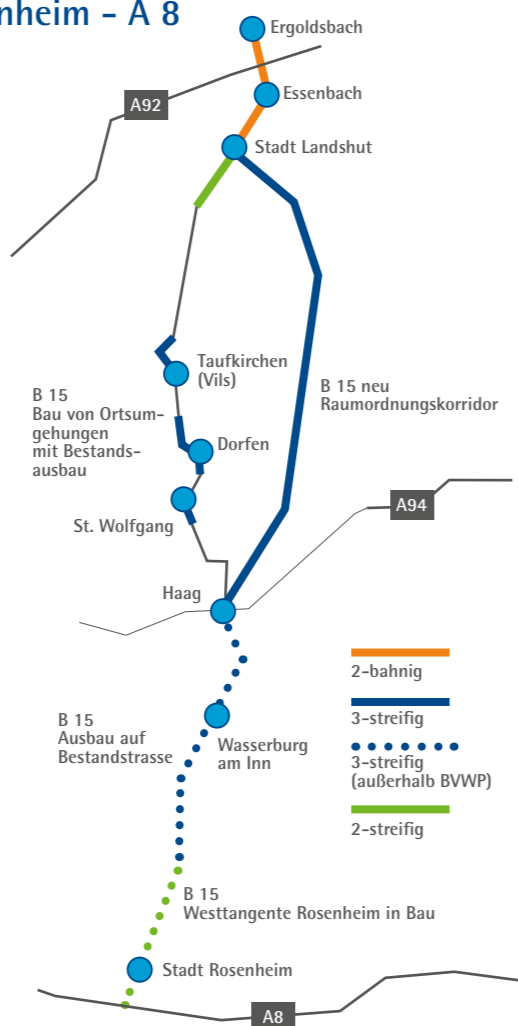 nheim - A 8
Ergoldsbach
A92
Essenbach
Stadt Landshut
Taufkirchen
(Vils)
B 15
Bau von Ortsum-
gehungen
mit Bestands-
ausbau
B 15 neu
Raumordnungskorridor
Dorfen
A94
St. Wolfgang
Haag
2-bahnig
3-streifig
B 15
Ausbau auf
Bestandstrasse
Wasserburg
am Inn
3-streifig
(außerhalb BVWP)
2-streifig
B 15
Westtangente Rosenheim in Bau
Stadt Rosenheim
A8